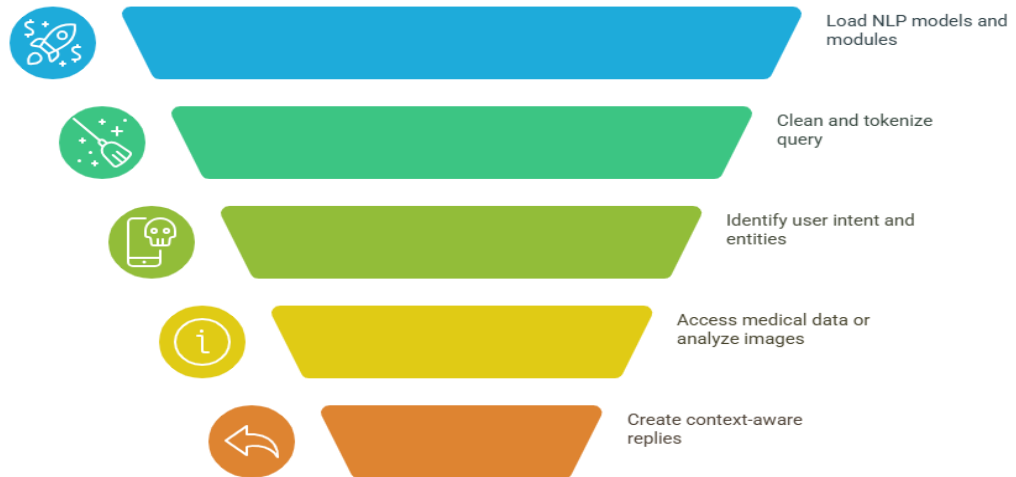 Load NLP models and
modules
Clean and tokenize
query
Identify user intent and
entities
Access medical data or
analyze images
Create context-aware
replies